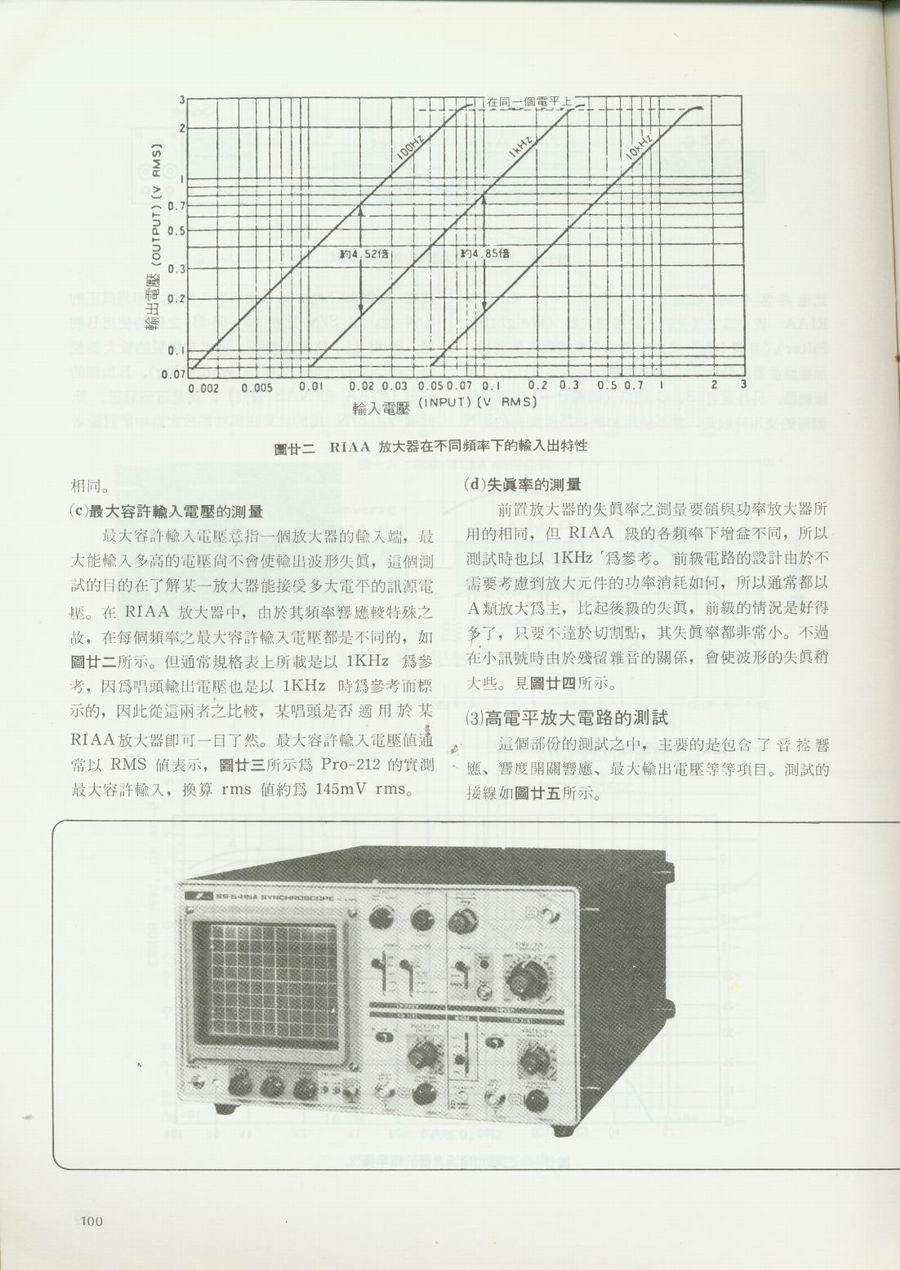 在同一個電平上
3
2
1
0.7
0.5
0.3
0.2
0.1
0.07
輸出電壓 (OUTPUT) (V RMS)
100Hz
1kHz
10kHz
約4.52倍
約4.85倍
0.002 0.005 0.01 0.02 0.03 0.05 0.07 0.1 0.2 0.3 0.5 0.7 1 2 3
輸入電壓 (INPUT) (V RMS)
圖廿二 RIAA 放大器在不同頻率下的輸入出特性
相同。
(c)最大容許輸入電壓的測量
最大容許輸入電壓意指一個放大器的輸入端，最
大能輸入多高的電壓尙不會使輸出波形失眞，這個測
試的目的在了解某一放大器能接受多大電平的訊源電
壓。在 RIAA 放大器中，由於其頻率響應較特殊之
故，在每個頻率之最大容許輸入電壓都是不同的，如
圖廿二所示。但通常規格表上所載是以 1KHz 爲參
考，因爲唱頭輸出電壓也是以 1KHz 時爲參考而標
示的，因此從這兩者之比較，某唱頭是否適用於某
RIAA放大器卽可一目了然。最大容許輸入電壓値通
常以 RMS 値表示，圖廿三所示爲 Pro-212 的實測
最大容許輸入，換算 rms 値約爲 145mV rms。
(d)失眞率的測量
前置放大器的失眞率之測量要領與功率放大器所
用的相同，但 RIAA 級的各頻率下增益不同，所以
測試時也以 1KHz 爲參考。前級電路的設計由於不
需要考慮到放大元件的功率消耗如何，所以通常都以
A類放大爲主，比起後級的失眞，前級的情況是好得
多了，只要不達於切割點，其失眞率都非常小。不過
在小訊號時由於殘留雜音的關係，會使波形的失眞稍
大些。見圖廿四所示。
(3)高電平放大電路的測試
這個部份的測試之中，主要的是包含了音控響
應、響度開關響應、最大輸出電壓等等項目。測試的
接線如圖廿五所示。
SS-5415A SYNCHROSCOPE
100